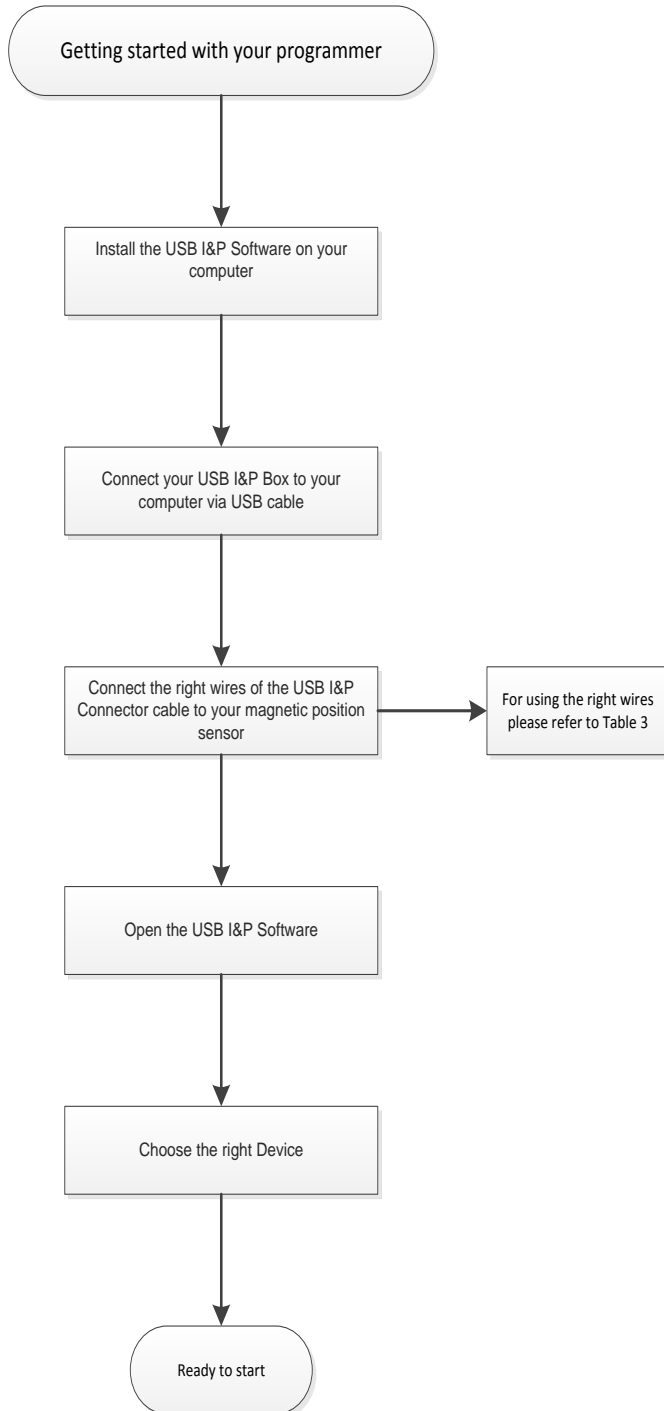 Getting started with your programmer
Install the USB I&P Software on your
computer
Connect your USB I&P Box to your
computer via USB cable
Connect the right wires of the USB I&P
Connector cable to your magnetic position
sensor
For using the right wires
please refer to Table 3
Open the USB I&P Software
Choose the right Device
Ready to start